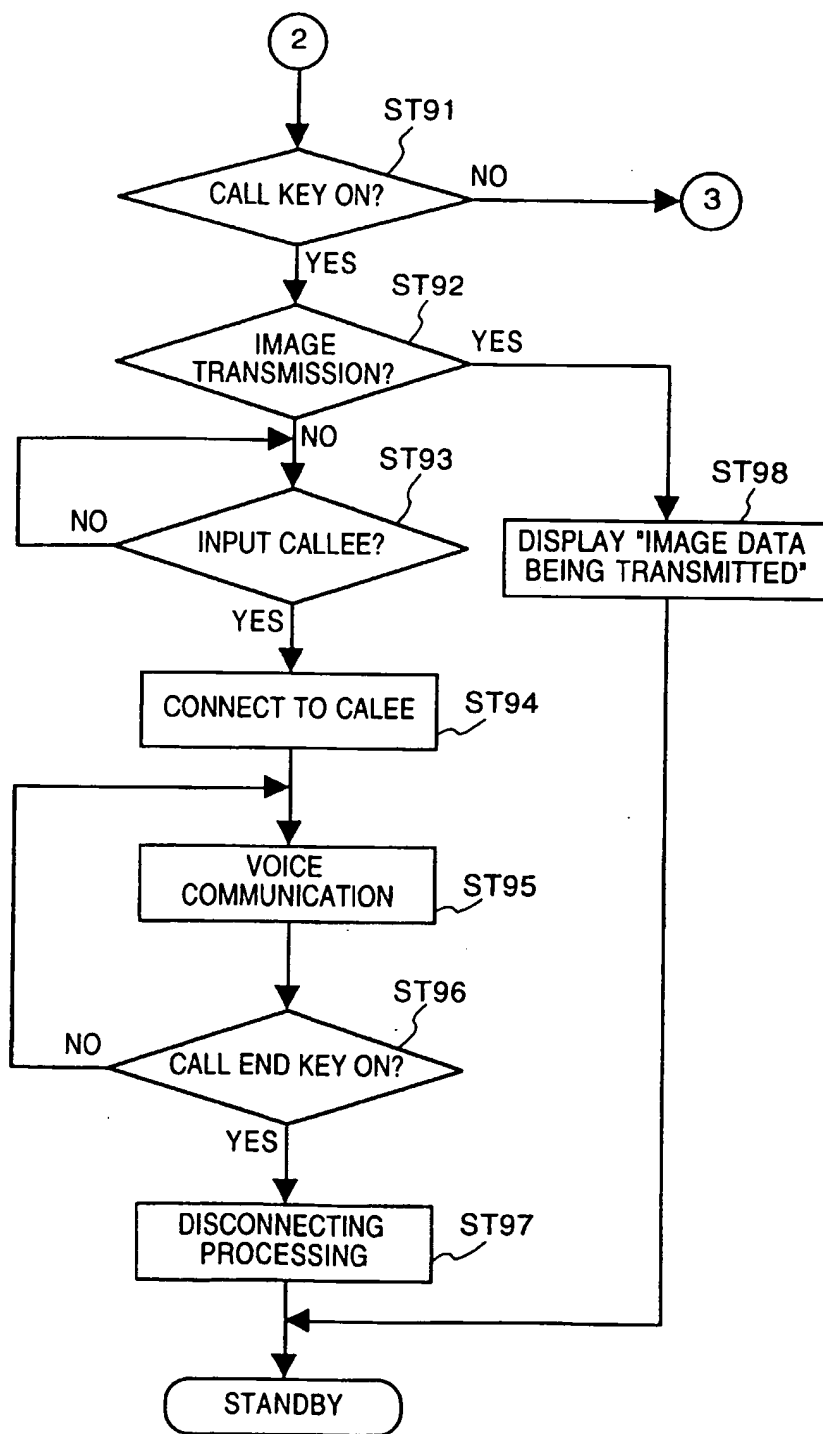 2
ST91
CALL KEY ON?
NO
3
YES
ST92
IMAGE
TRANSMISSION?
YES
NO
ST93
NO
INPUT CALLEE?
YES
ST98
DISPLAY "IMAGE DATA
BEING TRANSMITTED"
CONNECT TO CALEE
ST94
VOICE
COMMUNICATION
ST95
ST96
NO
CALL END KEY ON?
YES
DISCONNECTING
PROCESSING
ST97
STANDBY